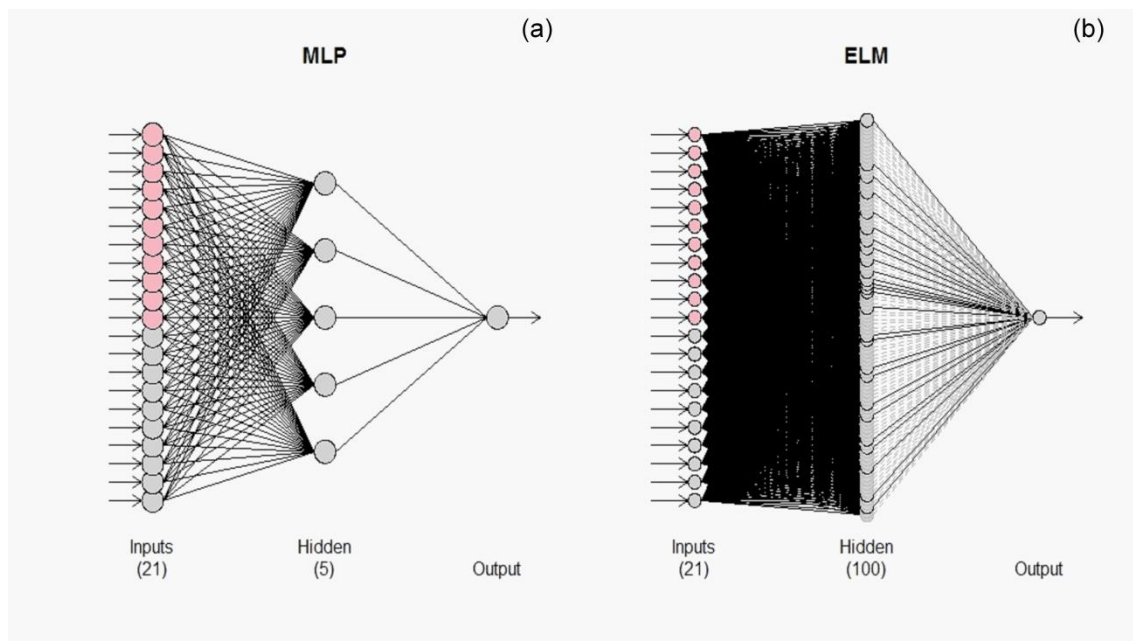 (a)
MLP
Inputs
(21)
Hidden
(5)
Output
(b)
ELM
Inputs
(21)
Hidden
(100)
Output